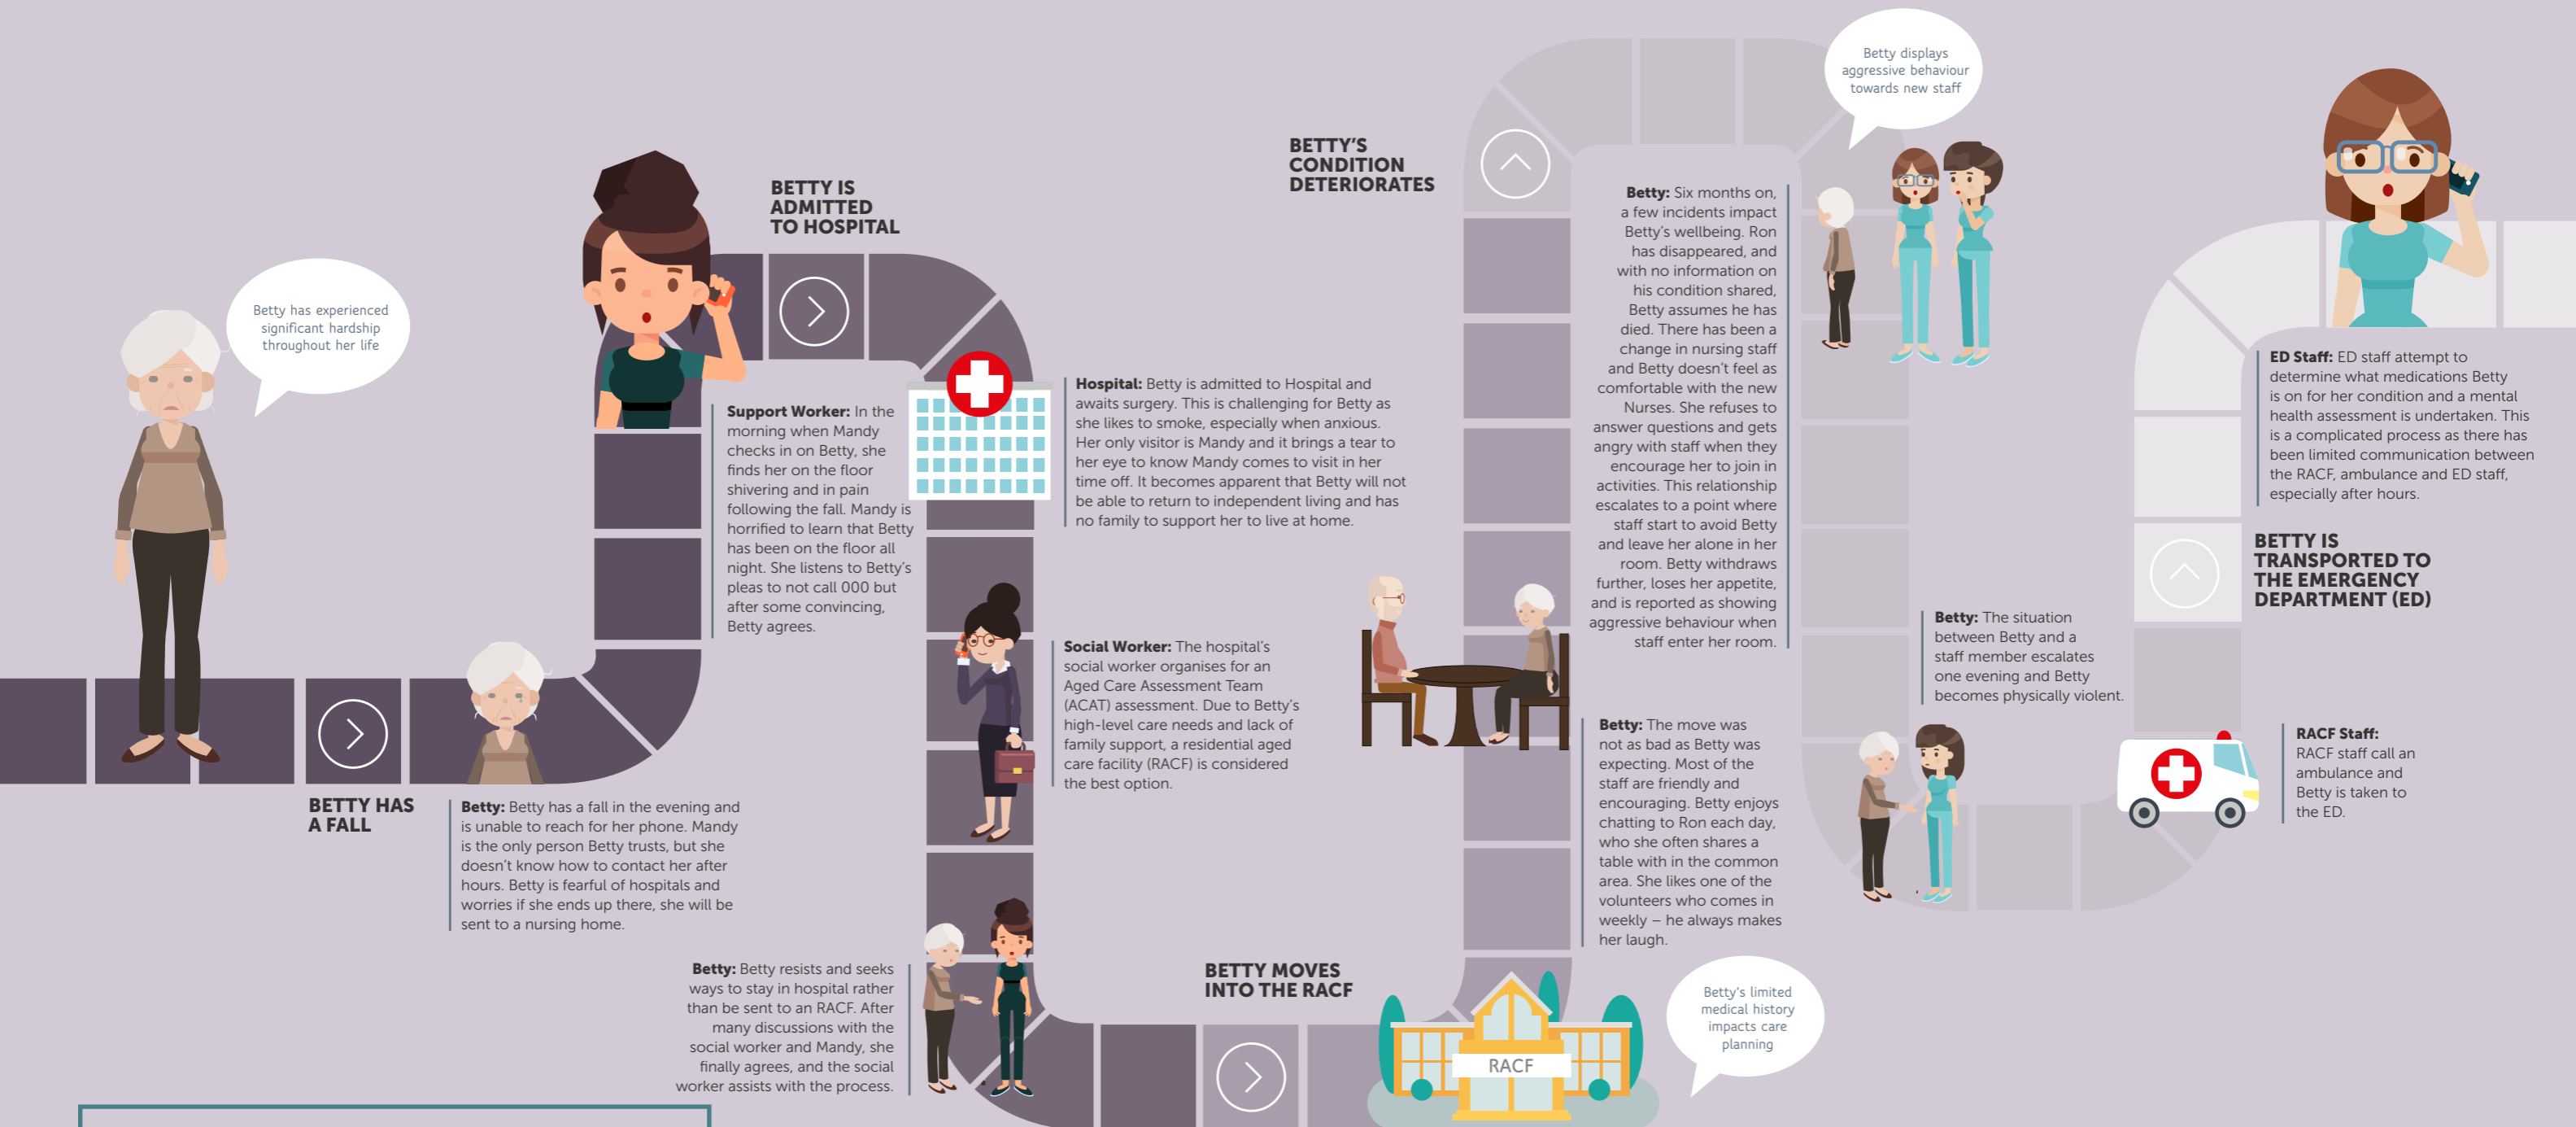 Betty has experienced
significant hardship
throughout her life
BETTY HAS
A FALL
Betty: Betty has a fall in the evening and
is unable to reach for her phone. Mandy
is the only person Betty trusts, but she
doesn't know how to contact her after
hours. Betty is fearful of hospitals and
worries if she ends up there, she will be
sent to a nursing home.
Support Worker: In the
morning when Mandy
checks in on Betty, she
finds her on the floor
shivering and in pain
following the fall. Mandy is
horrified to learn that Betty
has been on the floor all
night. She listens to Betty's
pleas to not call 000 but
after some convincing,
Betty agrees.
BETTY IS
ADMITTED
TO HOSPITAL
Hospital: Betty is admitted to Hospital and
awaits surgery. This is challenging for Betty as
she likes to smoke, especially when anxious.
Her only visitor is Mandy and it brings a tear to
her eye to know Mandy comes to visit in her
time off. It becomes apparent that Betty will not
be able to return to independent living and has
no family to support her to live at home.
Social Worker: The hospital's
social worker organises for an
Aged Care Assessment Team
(ACAT) assessment. Due to Betty's
high-level care needs and lack of
family support, a residential aged
care facility (RACF) is considered
the best option.
Betty: Betty resists and seeks
ways to stay in hospital rather
than be sent to an RACF. After
many discussions with the
social worker and Mandy, she
finally agrees, and the social
worker assists with the process.
BETTY MOVES
INTO THE RACF
RACF
Betty's limited
medical history
impacts care
planning
Betty: The move was
not as bad as Betty was
expecting. Most of the
staff are friendly and
encouraging. Betty enjoys
chatting to Ron each day,
who she often shares a
table with in the common
area. She likes one of the
volunteers who comes in
weekly – he always makes
her laugh.
BETTY'S
CONDITION
DETERIORATES
Betty: Six months on,
a few incidents impact
Betty's wellbeing. Ron
has disappeared, and
with no information on
his condition shared,
Betty assumes he has
died. There has been a
change in nursing staff
and Betty doesn't feel as
comfortable with the new
Nurses. She refuses to
answer questions and gets
angry with staff when they
encourage her to join in
activities. This relationship
escalates to a point where
staff start to avoid Betty
and leave her alone in her
room. Betty withdraws
further, loses her appetite,
and is reported as showing
aggressive behaviour when
staff enter her room.
Betty displays
aggressive behaviour
towards new staff
Betty: The situation
between Betty and a
staff member escalates
one evening and Betty
becomes physically violent.
RACF Staff:
RACF staff call an
ambulance and
Betty is taken to
the ED.
BETTY IS
TRANSPORTED TO
THE EMERGENCY
DEPARTMENT (ED)
ED Staff: ED staff attempt to
determine what medications Betty
is on for her condition and a mental
health assessment is undertaken. This
is a complicated process as there has
been limited communication between
the RACF, ambulance and ED staff,
especially after hours.